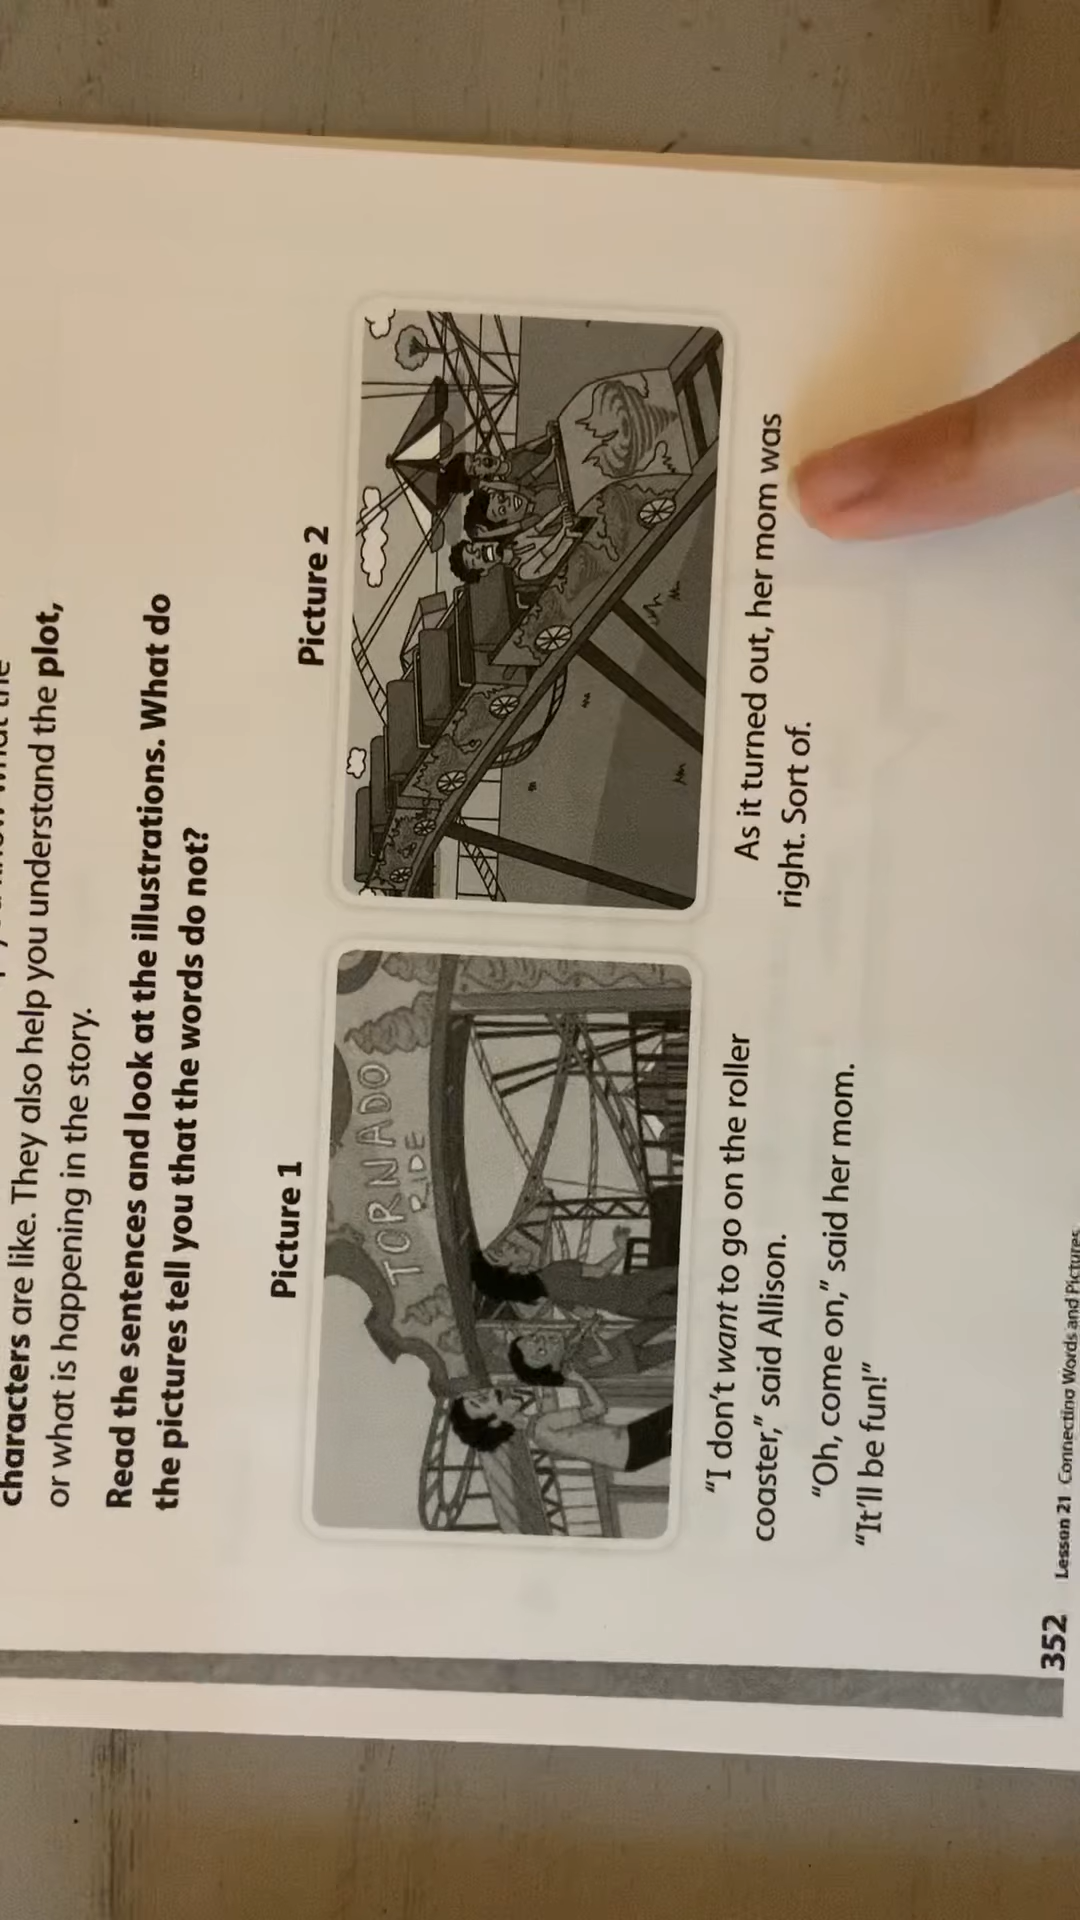 characters are like. They also help you understand the plot,
or what is happening in the story.
Read the sentences and look at the illustrations. What do
the pictures tell you that the words do not?
Picture 1
TORNADO
RIDE
"I don't want to go on the roller
coaster," said Allison.
"Oh, come on," said her mom.
"It'll be fun!"
Picture 2
As it turned out, her mom was
right. Sort of.
352 Lesson 21 Connecting Words and Pictures